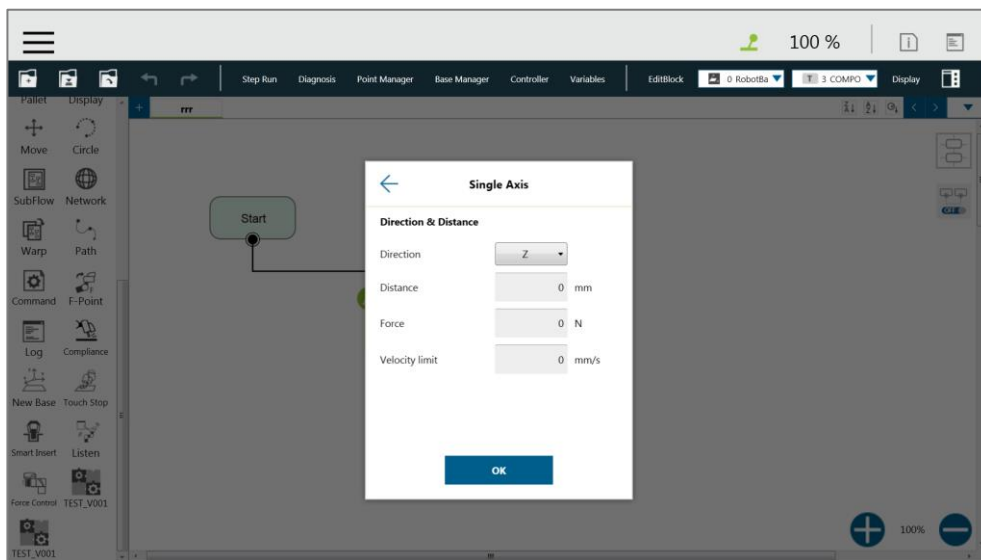 100 %
Step Run Diagnosis Point Manager Base Manager Controller Variables EditBlock 0 RobotBa T 3 COMPO Display
Pallet Display
rrr
Move Circle
SubFlow Network
Warp Path
Command F-Point
Log Compliance
New Base Touch Stop
Smart Insert Listen
Force Control TEST_V001
TEST_V001
Start
OFF
Single Axis
Direction & Distance
Direction Z
Distance 0 mm
Force 0 N
Velocity limit 0 mm/s
OK
100%